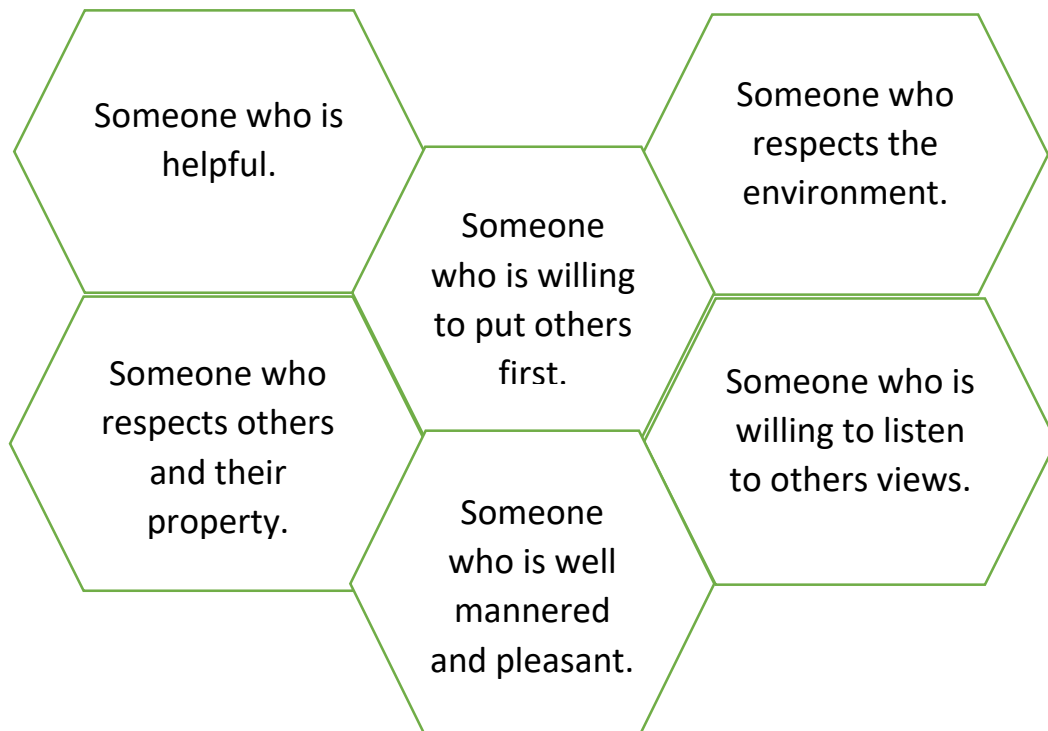 Someone who is
helpful.
Someone who
respects the
environment.
Someone
who is willing
to put others
first.
Someone who
respects others
and their
property.
Someone who is
willing to listen
to others views.
Someone
who is well
mannered
and pleasant.